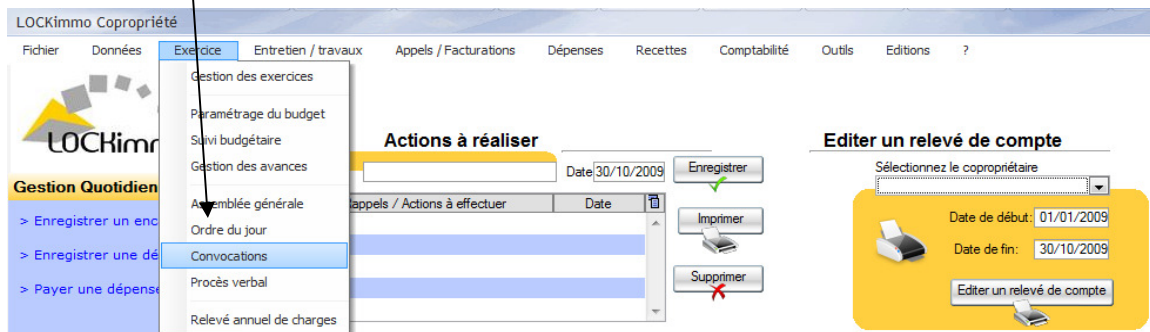 LOCKimmo Copropriété
Fichier Données Exercice Entretien / travaux Appels / Facturations Dépenses Recettes Comptabilité Outils Editions ?
Gestion des exercices
Paramétrage du budget
Suivi budgétaire
Gestion des avances
Assemblée générale
Ordre du jour
Convocations
Procès verbal
Relevé annuel de charges
LOCKimm
Gestion Quotidien
> Enregistrer un enc
> Enregistrer une dé
> Payer une dépense
Actions à réaliser
Date 30/10/2009 Enregistrer
appels / Actions à effectuer Date
Imprimer
Supprimer
Editer un relevé de compte
Sélectionnez le copropriétaire
Date de début: 01/01/2009
Date de fin: 30/10/2009
Editer un relevé de compte